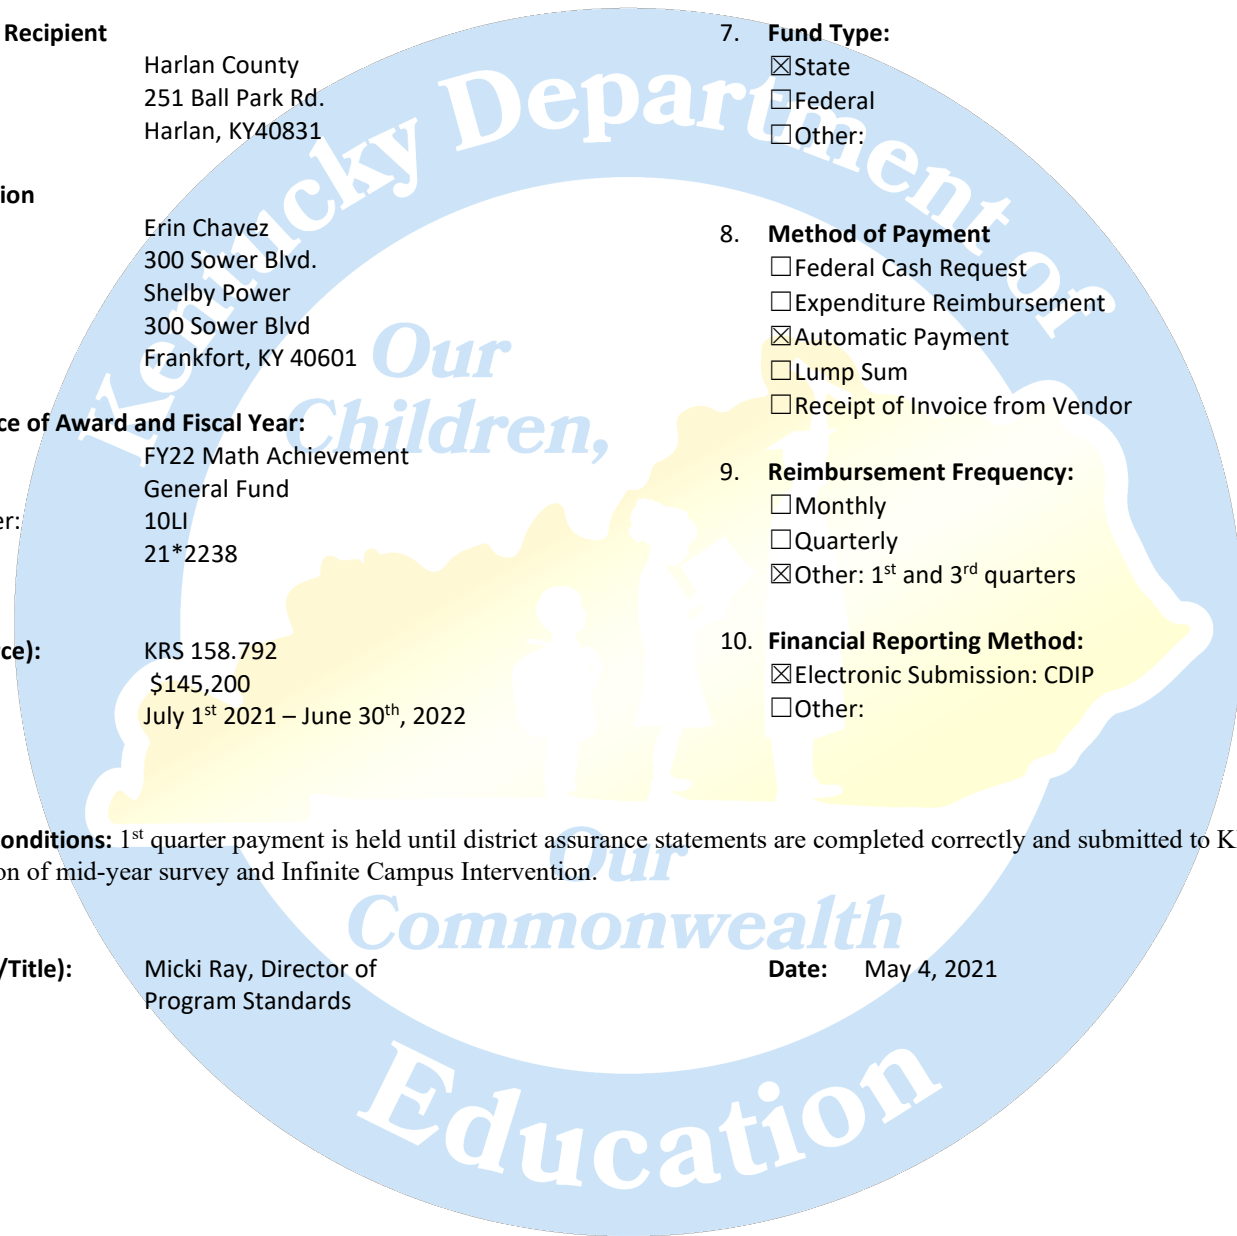 Recipient
Harlan County
251 Ball Park Rd.
Harlan, KY40831
tion
Erin Chavez
300 Sower Blvd.
Shelby Power
300 Sower Blvd
Frankfort, KY 40601
ce of Award and Fiscal Year:
FY22 Math Achievement
General Fund
er: 10LI
21*2238
rce): KRS 158.792
$145,200
July 1st 2021 – June 30th, 2022
7. Fund Type:
☒State
☐Federal
☐Other:
8. Method of Payment
☐Federal Cash Request
☐Expenditure Reimbursement
☒Automatic Payment
☐Lump Sum
☐Receipt of Invoice from Vendor
9. Reimbursement Frequency:
☐Monthly
☐Quarterly
☒Other: 1st and 3rd quarters
10. Financial Reporting Method:
☒Electronic Submission: CDIP
☐Other:
onditions: 1st quarter payment is held until district assurance statements are completed correctly and submitted to K
on of mid-year survey and Infinite Campus Intervention.
/Title): Micki Ray, Director of
Program Standards
Date: May 4, 2021
Kentucky Department of
Education
Our
Children,
Our
Commonwealth